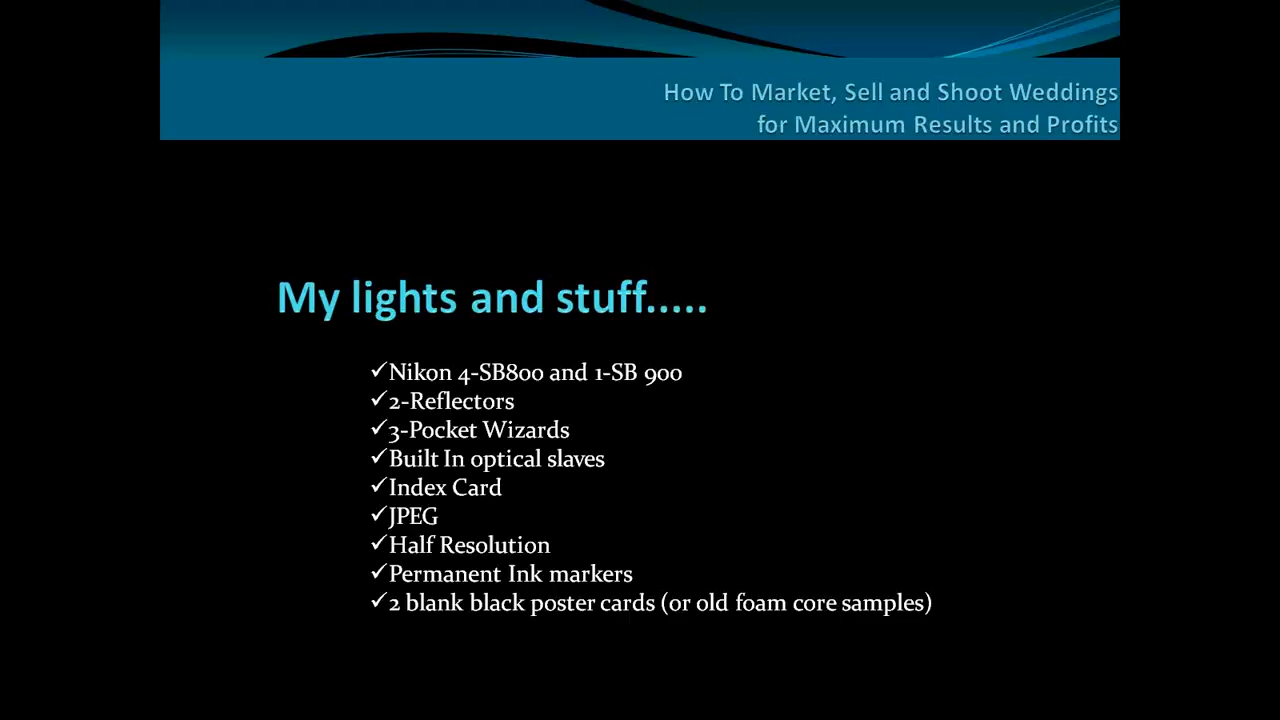 How To Market, Sell and Shoot Weddings
for Maximum Results and Profits
My lights and stuff.....
✓Nikon 4-SB800 and 1-SB 900
✓2-Reflectors
✓3-Pocket Wizards
✓Built In optical slaves
✓Index Card
✓JPEG
✓Half Resolution
✓Permanent Ink markers
✓2 blank black poster cards (or old foam core samples)